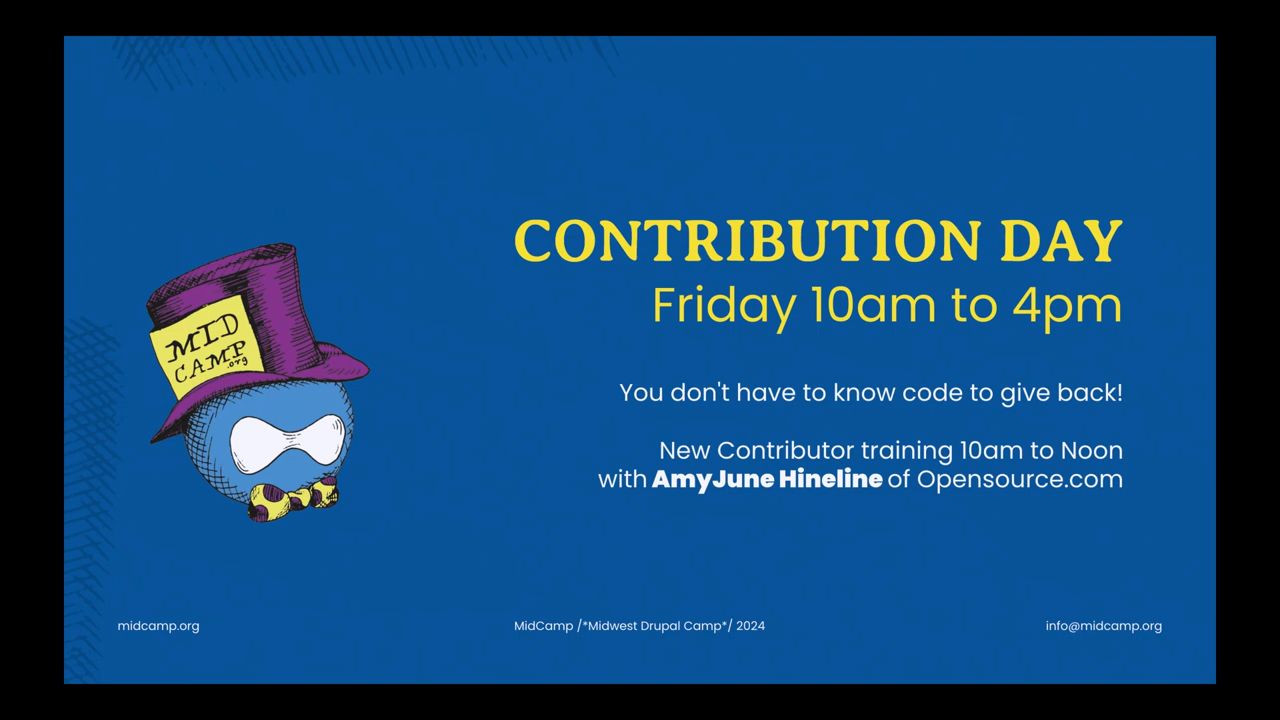 CONTRIBUTION DAY
Friday 10am to 4pm
MID
CAMP
.org
You don't have to know code to give back!
New Contributor training 10am to Noon
with AmyJune Hineline of Opensource.com
midcamp.org
MidCamp /*Midwest Drupal Camp*/ 2024
info@midcamp.org